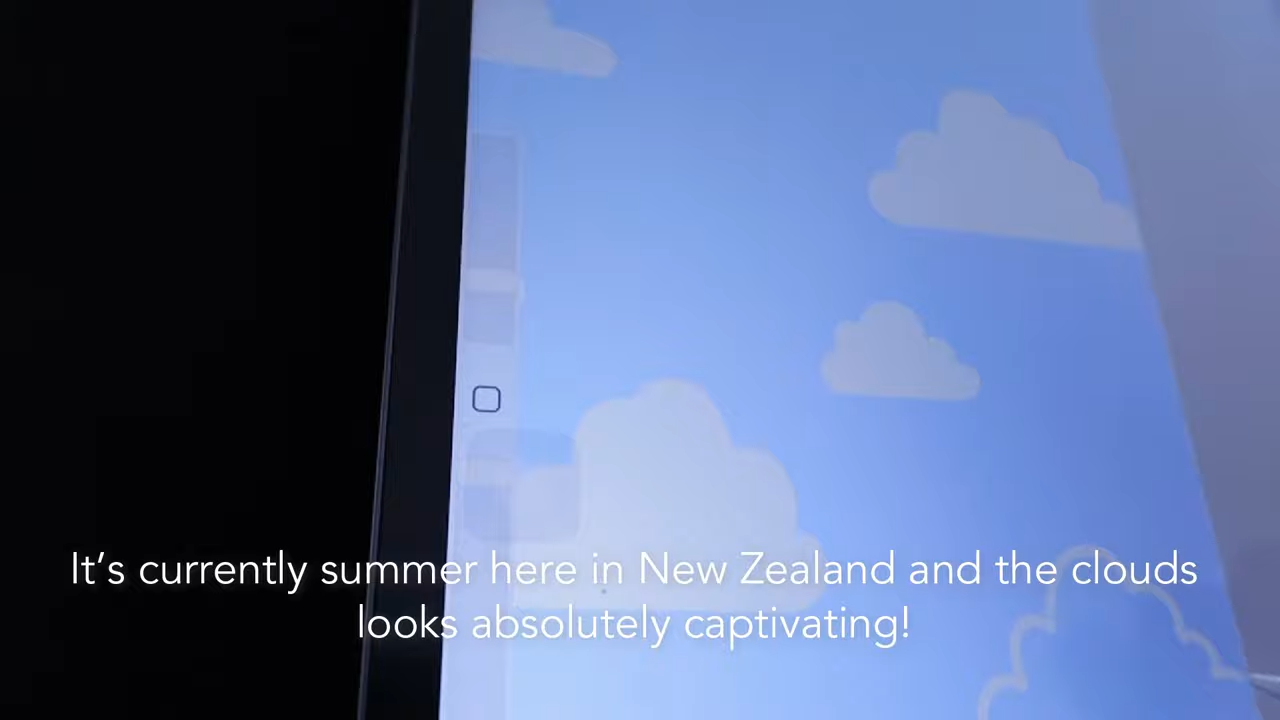 It’s currently summer here in New Zealand and the clouds
looks absolutely captivating!